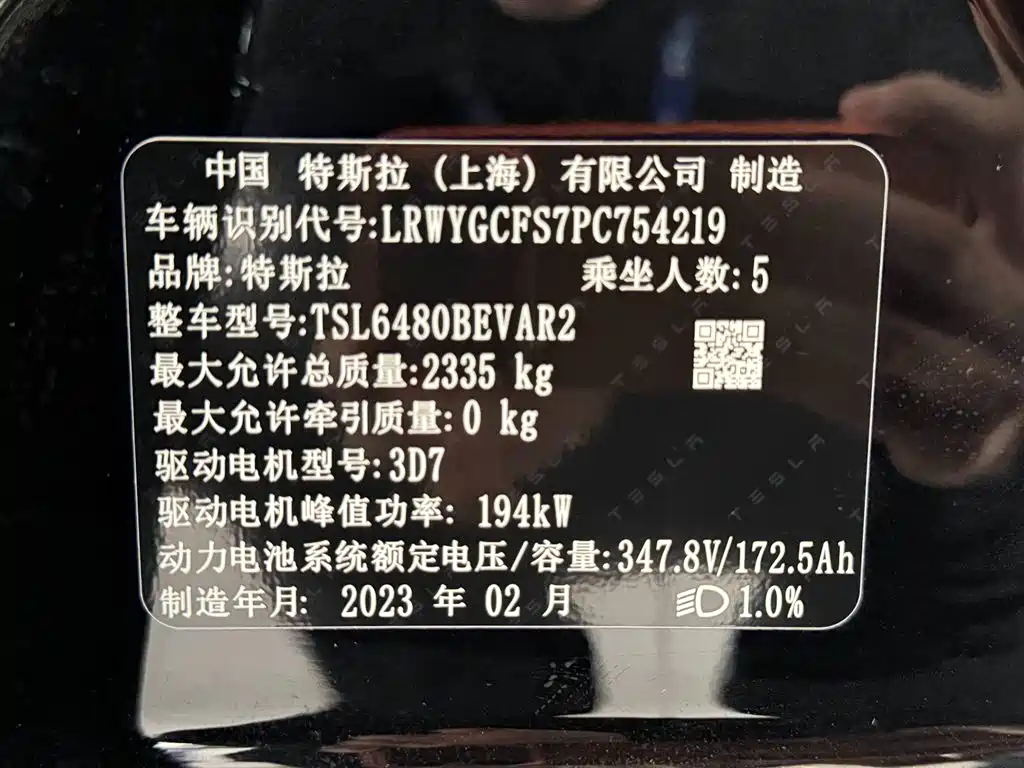 中国 特斯拉 (上海) 有限公司 制造
车辆识别代号:LRWYGCFS7PC754219
品牌:特斯拉 乘坐人数:5
整车型号:TSL6480BEVAR2
最大允许总质量:2335 kg
最大允许牵引质量:0 kg
驱动电机型号:3D7
驱动电机峰值功率: 194kW
动力电池系统额定电压/容量:347.8V/172.5Ah
制造年月: 2023 年 02 月 1.0%
TESLA
TESLA
TESLA
TESLA
TESLA